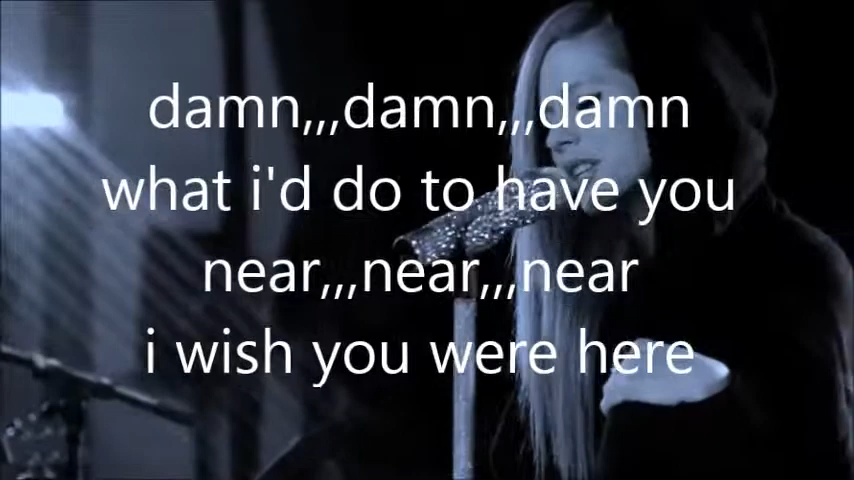 damn,,,damn,,,damn
what i'd do to have you
near,,,near,,,near
i wish you were here